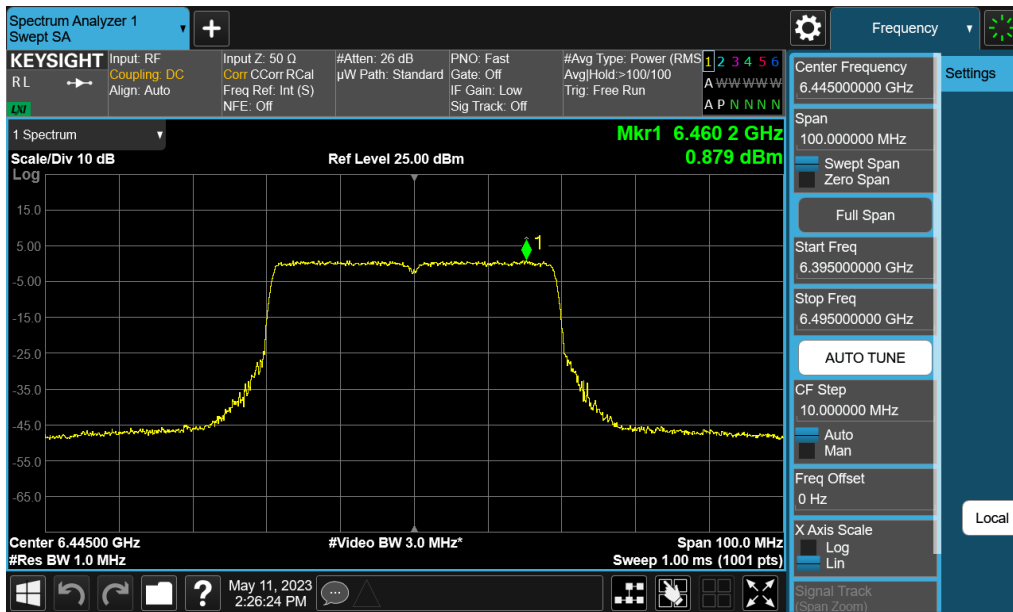 Spectrum Analyzer 1
Swept SA
+
Frequency
KEYSIGHT
RL
LXI
Input: RF
Coupling: DC
Align: Auto
Input Z: 50 Ω
Corr CCorr RCal
Freq Ref: Int (S)
NFE: Off
#Atten: 26 dB
µW Path: Standard
PNO: Fast
Gate: Off
IF Gain: Low
Sig Track: Off
#Avg Type: Power (RMS
Avg|Hold:>100/100
Trig: Free Run
1 2 3 4 5 6
A W W W W W
A P N N N N
1 Spectrum
Scale/Div 10 dB
Ref Level 25.00 dBm
Mkr1 6.460 2 GHz
0.879 dBm
Log
15.0
5.00
-5.00
-15.0
-25.0
-35.0
-45.0
-55.0
-65.0
1
Center 6.44500 GHz
#Video BW 3.0 MHz*
Span 100.0 MHz
#Res BW 1.0 MHz
Sweep 1.00 ms (1001 pts)
Center Frequency
6.445000000 GHz
Span
100.000000 MHz
Swept Span
Zero Span
Full Span
Start Freq
6.395000000 GHz
Stop Freq
6.495000000 GHz
AUTO TUNE
CF Step
10.000000 MHz
Auto
Man
Freq Offset
0 Hz
X Axis Scale
Log
Lin
Signal Track
(Span Zoom)
Settings
Local
?
May 11, 2023
2:26:24 PM